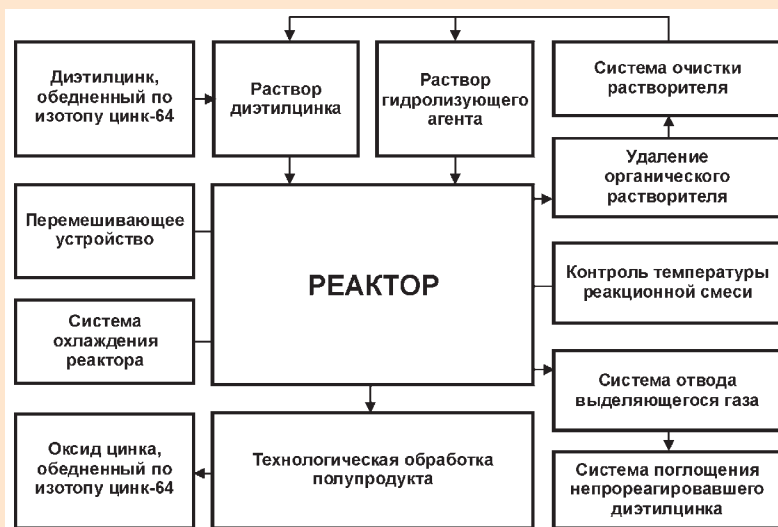 Диэтилцинк,
обедненный по
изотопу цинк-64
Раствор
диэтилцинка
Раствор
гидролизующего
агента
Система очистки
растворителя
Удаление
органического
растворителя
Перемешивающее
устройство
РЕАКТОР
Контроль температуры
реакционной смеси
Система
охлаждения
реактора
Система отвода
выделяющегося газа
Оксид цинка,
обедненный по
изотопу цинк-64
Технологическая обработка
полупродукта
Система поглощения
непрореагировавшего
диэтилцинка